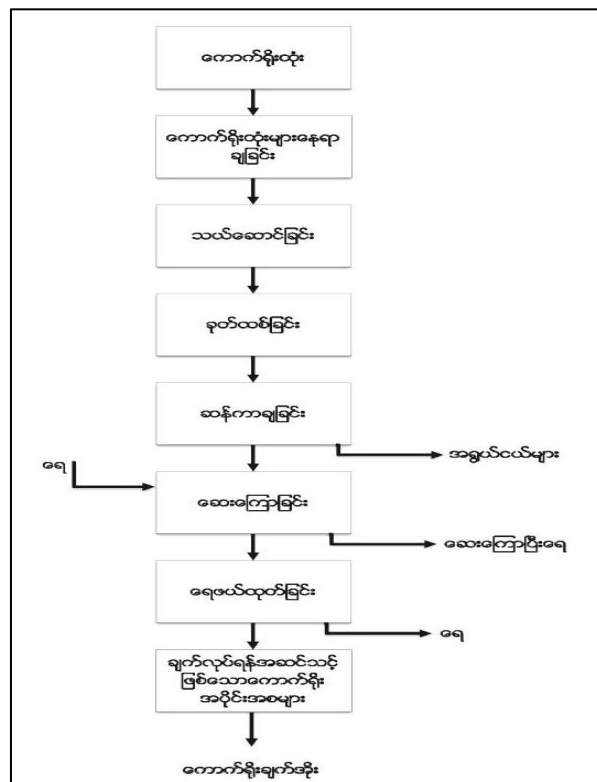 ကောက်ရိုးထုံး
ကောက်ရိုးထုံးများနေရာ
ချခြင်း
သယ်ဆောင်ခြင်း
ခုတ်ထစ်ခြင်း
ဆန်ကာချခြင်း
အရွယ်ငယ်များ
ရေ
ဆေးကြောခြင်း
ဆေးကြောပြီးရေ
ရေဖယ်ထုတ်ခြင်း
ရေ
ချက်လုပ်ရန်အဆင်သင့်
ဖြစ်သောကောက်ရိုး
အပိုင်းအစများ
ကောက်ရိုးချက်အိုး